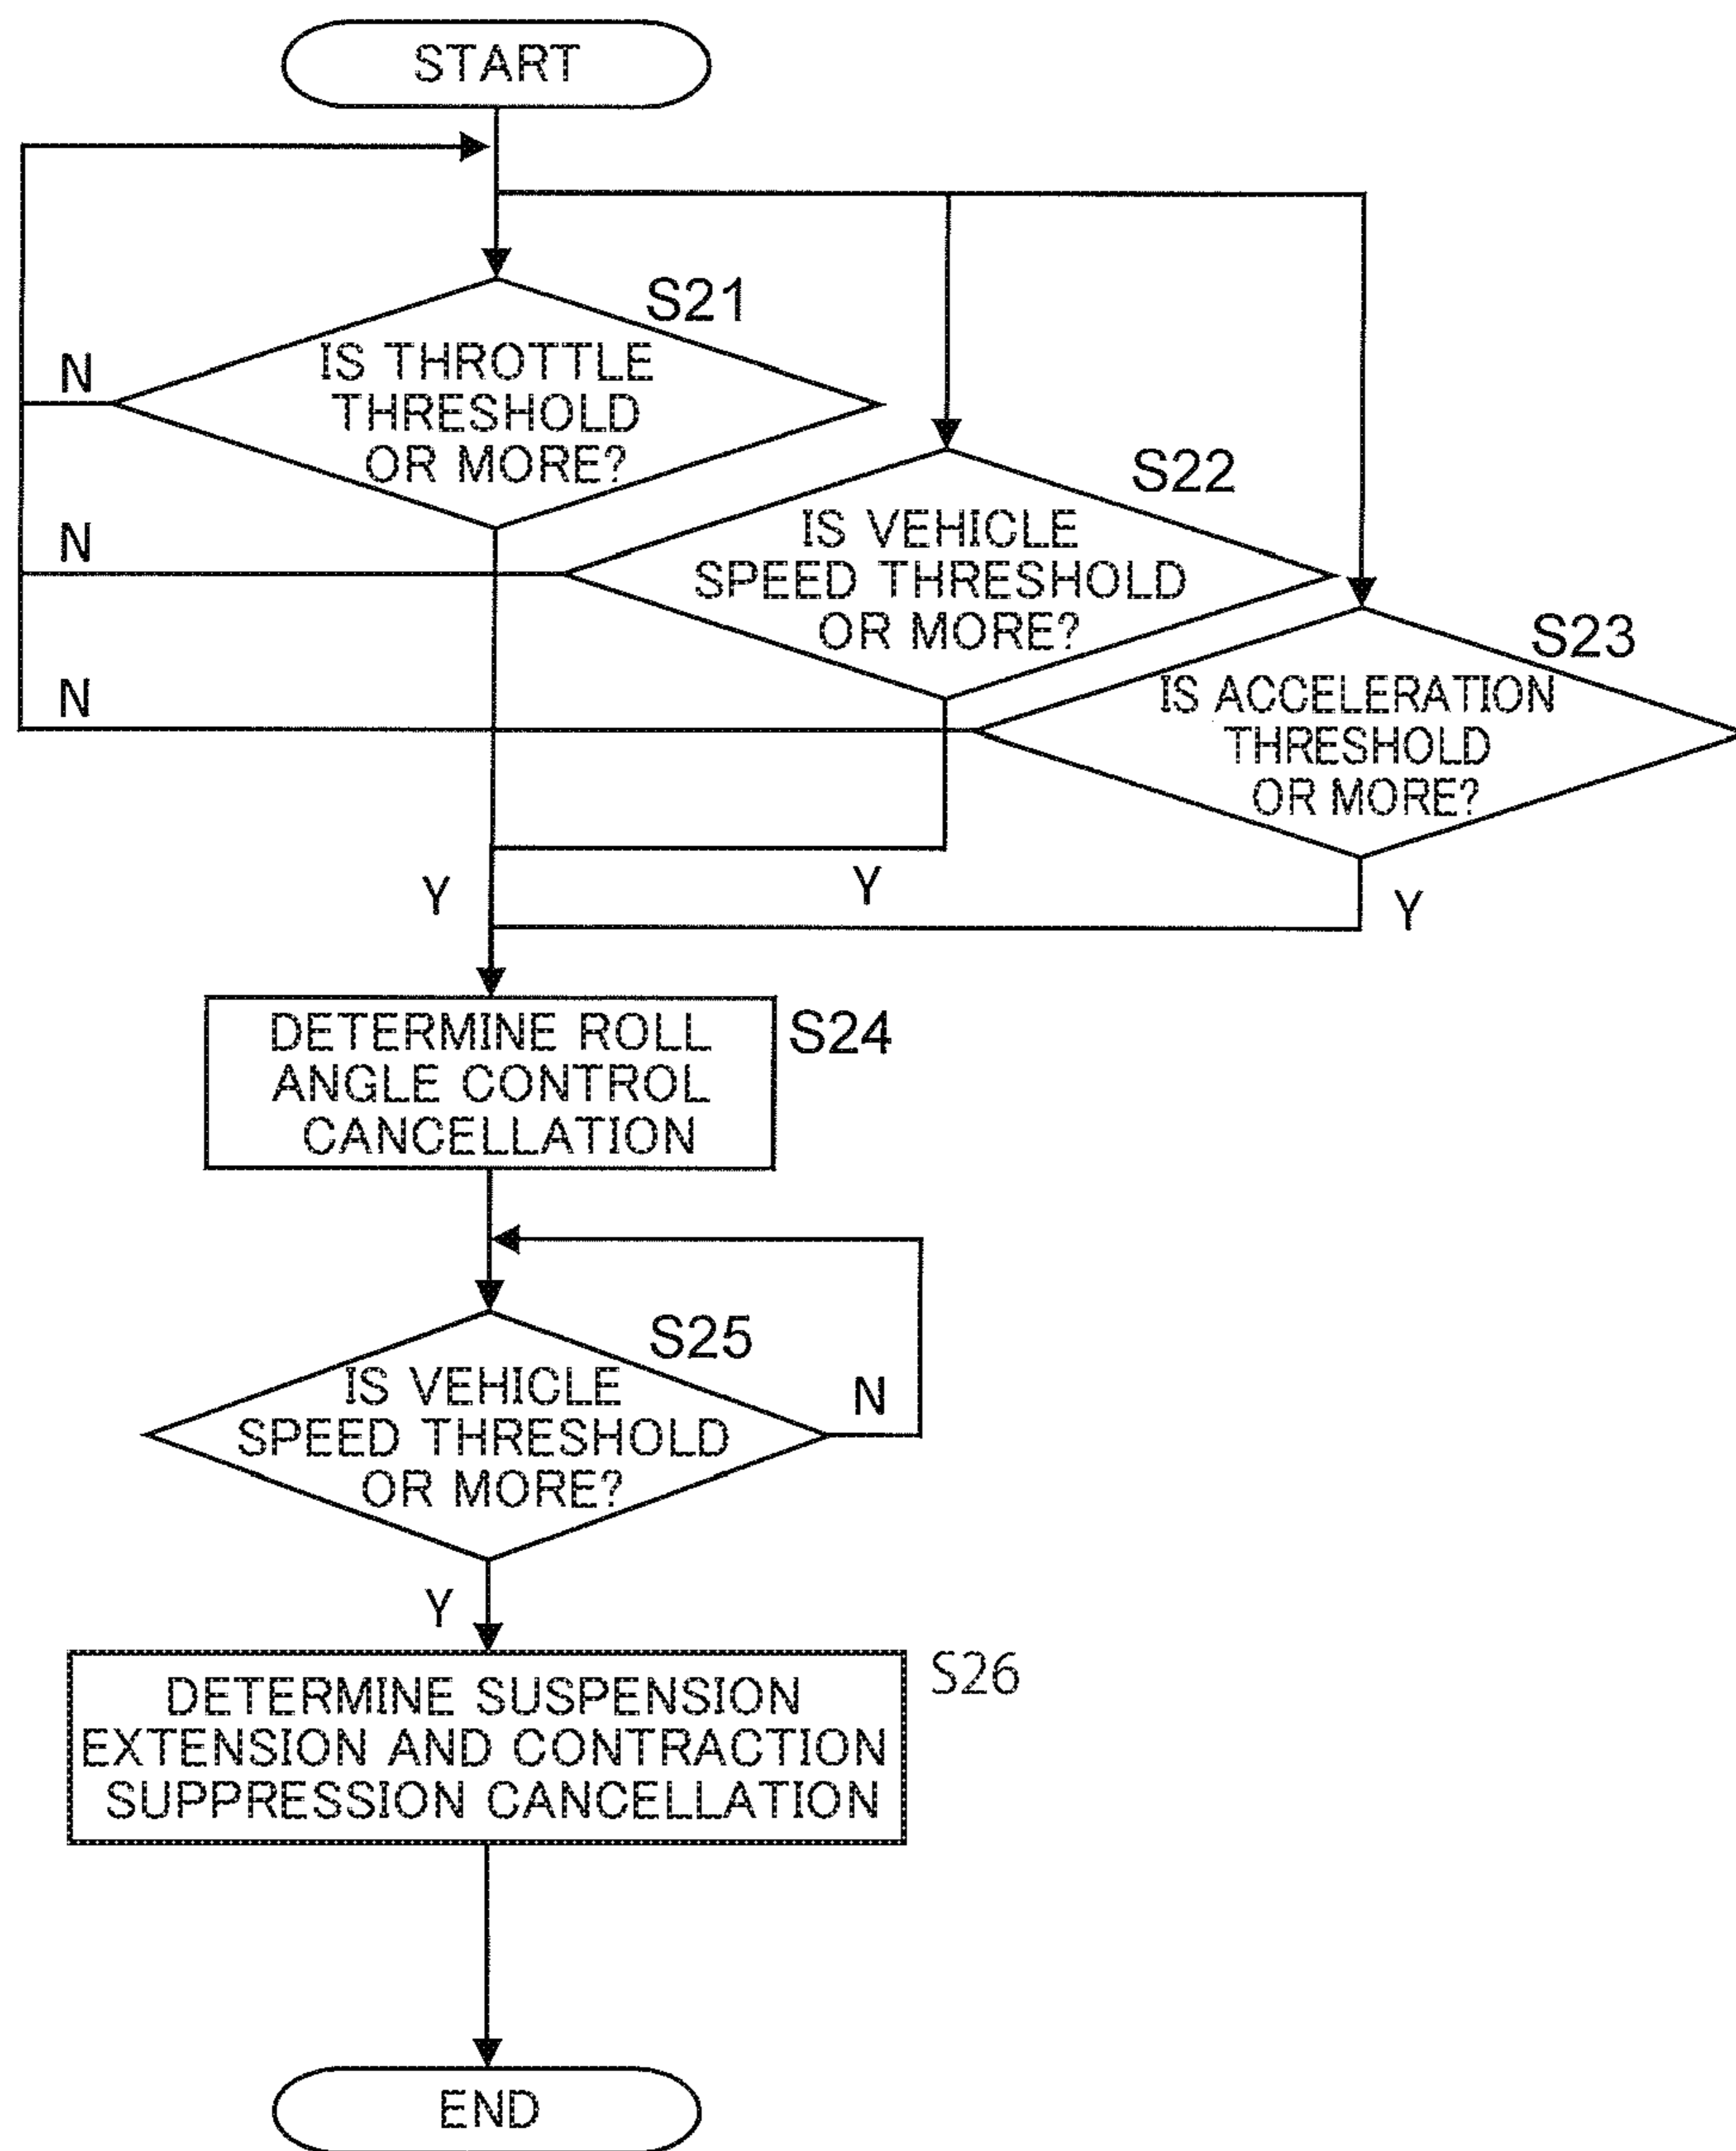 START
S21
IS THROTTLE
THRESHOLD
OR MORE?
N
S22
IS VEHICLE
SPEED THRESHOLD
OR MORE?
N
S23
IS ACCELERATION
THRESHOLD
OR MORE?
N
Y
Y
Y
DETERMINE ROLL
ANGLE CONTROL
CANCELLATION
S24
S25
IS VEHICLE
SPEED THRESHOLD
OR MORE?
N
Y
DETERMINE SUSPENSION
EXTENSION AND CONTRACTION
SUPPRESSION CANCELLATION
S26
END